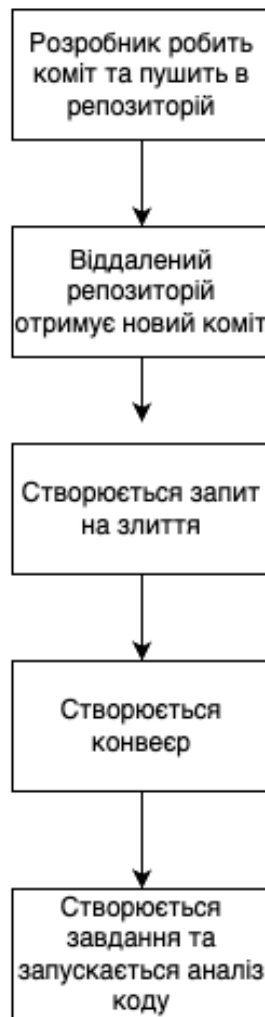 Розробник робить
коміт та пушить в
репозиторій
Віддалений
репозиторій
отримує новий коміт
Створюється запит
на злиття
Створюється
конвеєр
Створюється
завдання та
запускається аналіз
коду